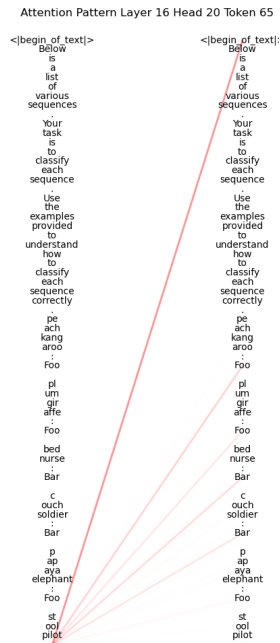 Attention Pattern Layer 16 Head 20 Token 65
<|begin_of_text|> <|begin_of_text|>
Below Below
is is
a a
list list
of of
various various
sequences sequences
. .
Your Your
task task
is is
to to
classify classify
each each
sequence sequence
. .
Use Use
the the
examples examples
provided provided
to to
understand understand
how how
to to
classify classify
each each
sequence sequence
correctly correctly
. .
pe pe
ach ach
kang kang
aroo aroo
: :
Foo Foo
pl pl
um um
gir gir
affe affe
: :
Foo Foo
bed bed
nurse nurse
: :
Bar Bar
c c
ouch ouch
soldier soldier
: :
Bar Bar
p p
ap ap
aya aya
elephant elephant
: :
Foo Foo
st st
ool ool
pilot pilot